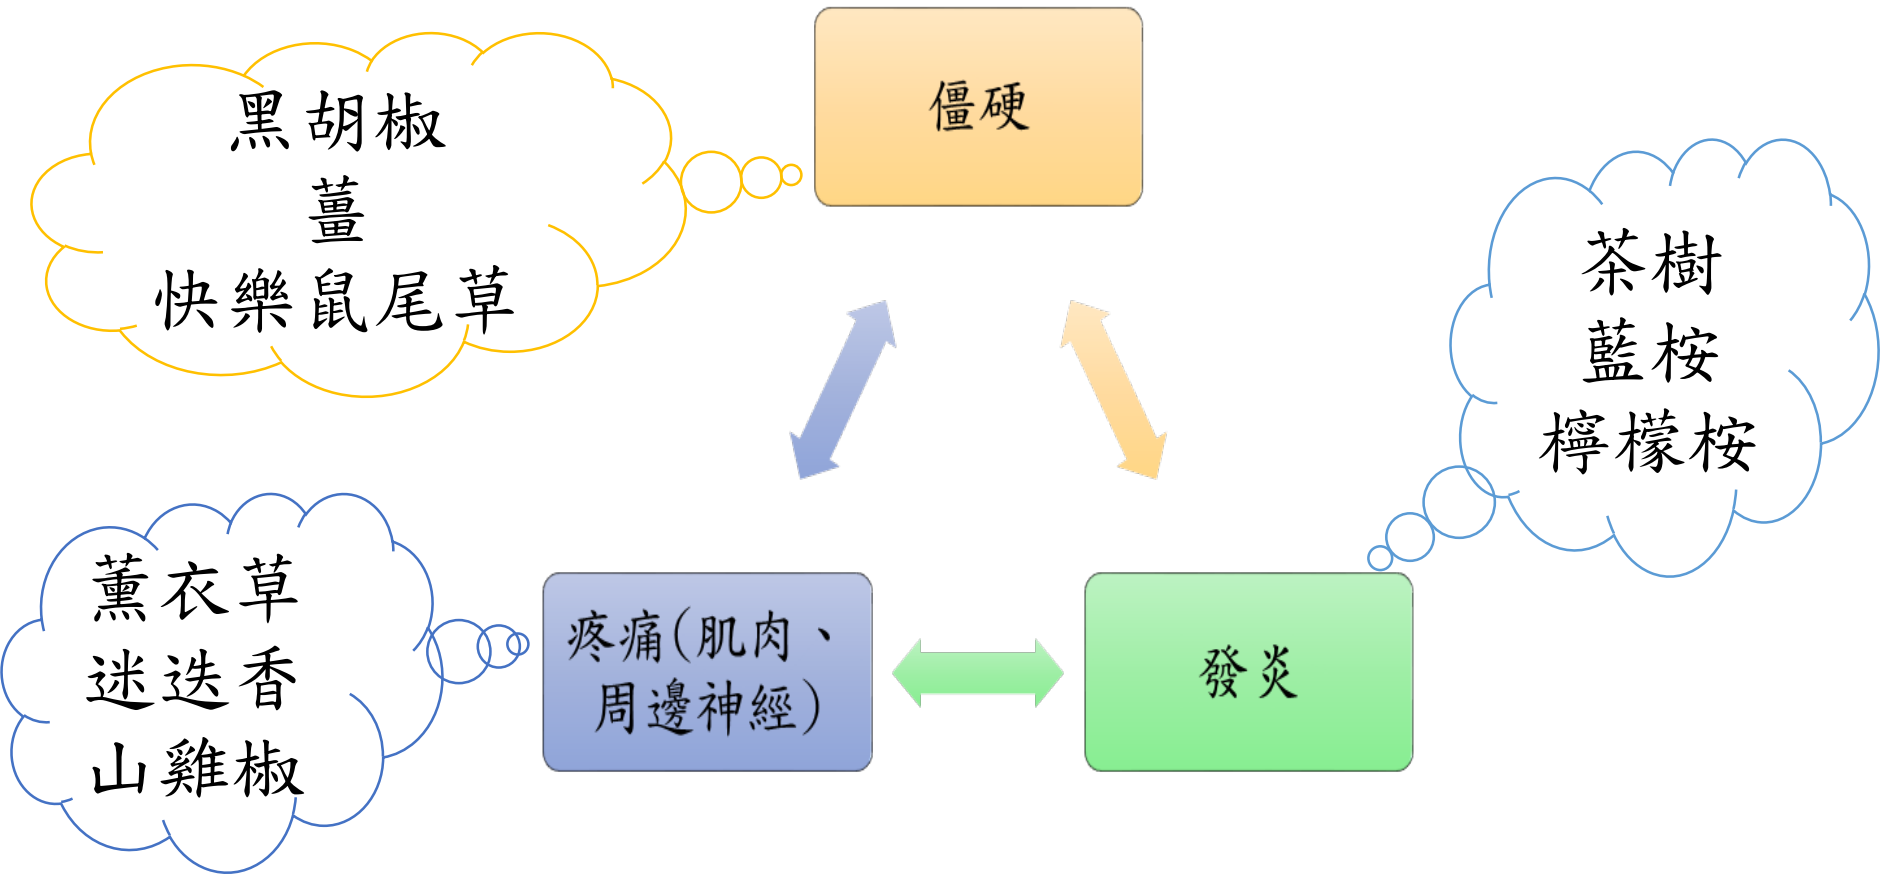 僵硬
黑胡椒
薑
快樂鼠尾草
茶樹
藍桉
檸檬桉
薰衣草
迷迭香
山雞椒
疼痛(肌肉、
周邊神經)
發炎